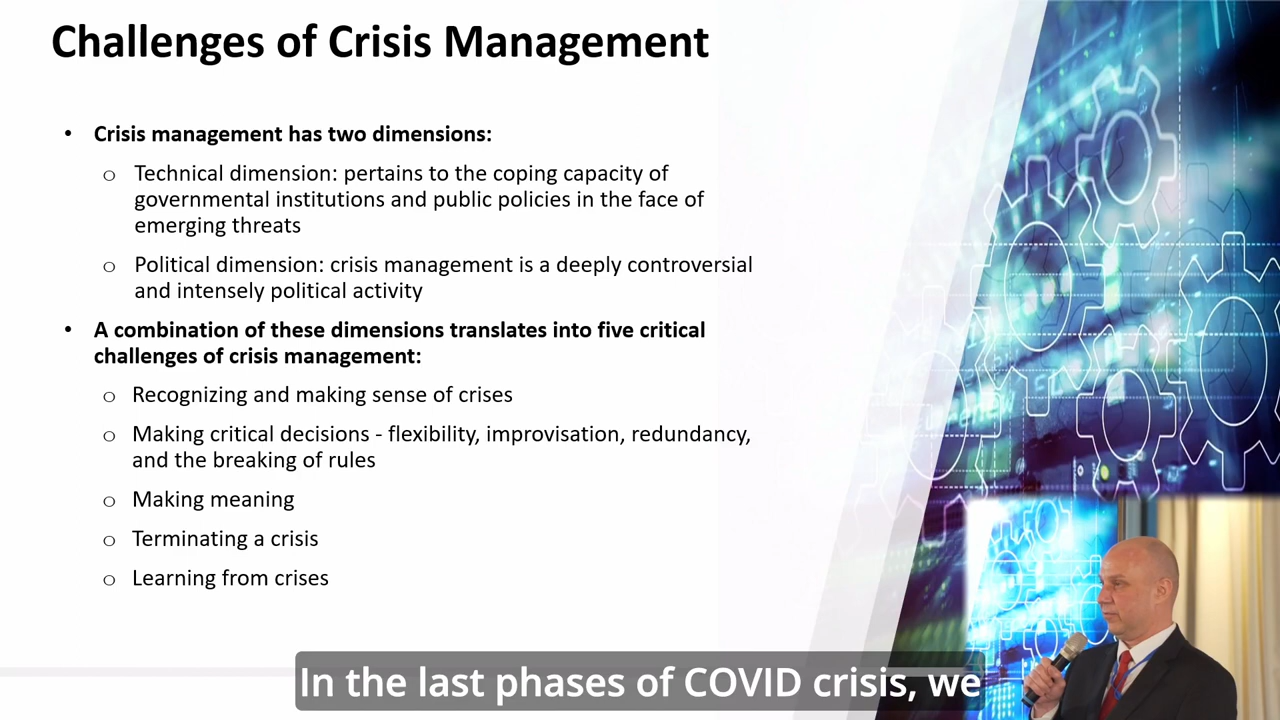 Challenges of Crisis Management
• Crisis management has two dimensions:
o Technical dimension: pertains to the coping capacity of
governmental institutions and public policies in the face of
emerging threats
o Political dimension: crisis management is a deeply controversial
and intensely political activity
• A combination of these dimensions translates into five critical
challenges of crisis management:
o Recognizing and making sense of crises
o Making critical decisions - flexibility, improvisation, redundancy,
and the breaking of rules
o Making meaning
o Terminating a crisis
o Learning from crises
In the last phases of COVID crisis, we